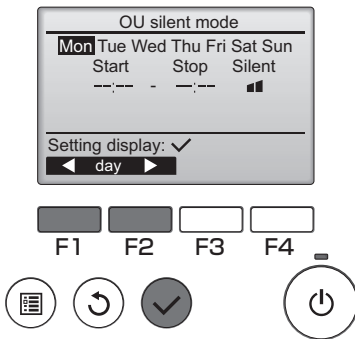 OU silent mode
Mon Tue Wed Thu Fri Sat Sun
Start Stop Silent
--:-- - --:--
Setting display: ✓
◀ day ▶
F1 F2 F3 F4